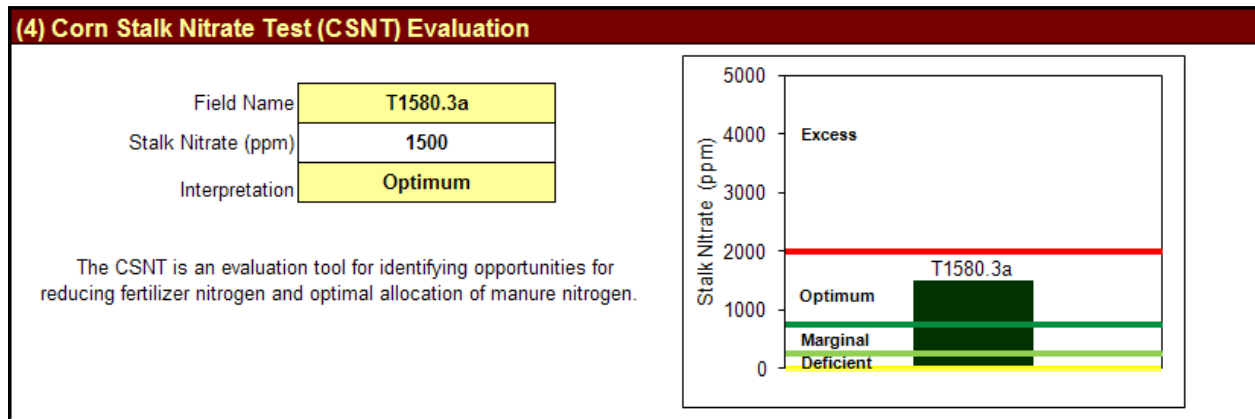 (4) Corn Stalk Nitrate Test (CSNT) Evaluation
Field Name T1580.3a
Stalk Nitrate (ppm) 1500
Interpretation Optimum
The CSNT is an evaluation tool for identifying opportunities for
reducing fertilizer nitrogen and optimal allocation of manure nitrogen.
Stalk NItrate (ppm)
5000
4000
3000
2000
1000
0
Excess
T1580.3a
Optimum
Marginal
Deficient